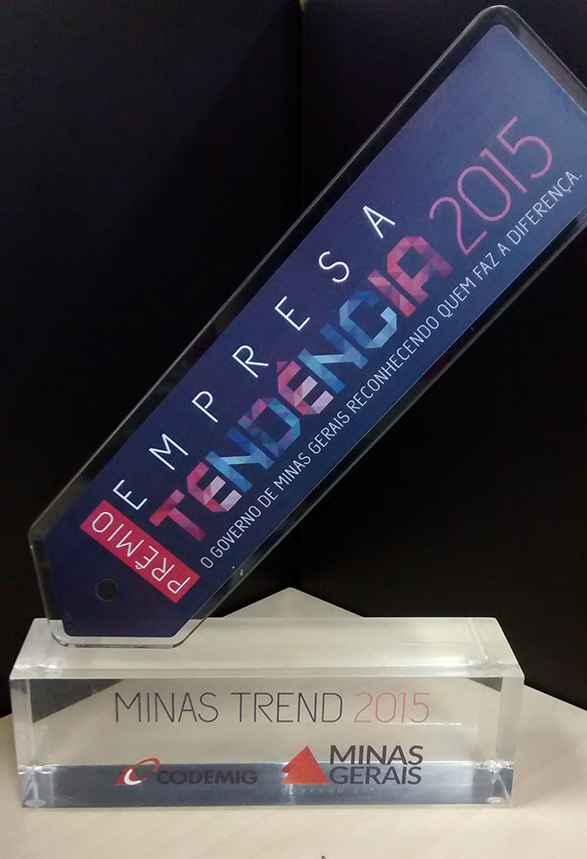 PRÊMIO
EMPRESA
TENDÊNCIA 2015
O GOVERNO DE MINAS GERAIS RECONHECENDO QUEM FAZ A DIFERENÇA.
MINAS TREND 2015
CODEMIG
MINAS
GERAIS